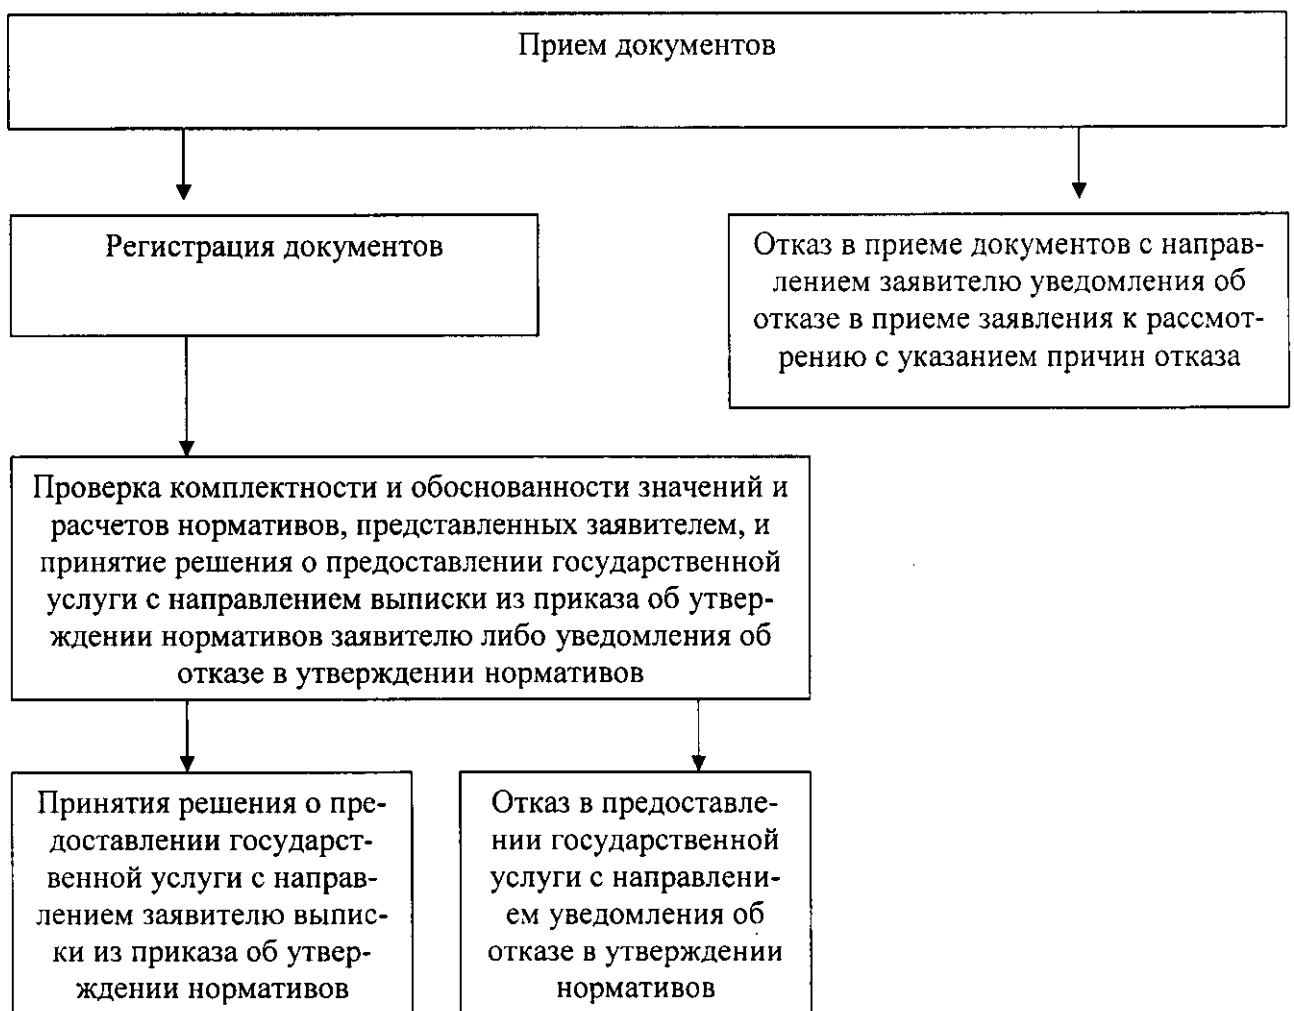 Прием документов
Регистрация документов
Отказ в приеме документов с направ-
лением заявителю уведомления об
отказе в приеме заявления к рассмот-
рению с указанием причин отказа
Проверка комплектности и обоснованности значений и
расчетов нормативов, представленных заявителем, и
принятие решения о предоставлении государственной
услуги с направлением выписки из приказа об утвер-
ждении нормативов заявителю либо уведомления об
отказе в утверждении нормативов
Принятия решения о пре-
доставлении государст-
венной услуги с направ-
лением заявителю выпис-
ки из приказа об утвер-
ждении нормативов
Отказ в предоставле-
нии государственной
услуги с направлени-
ем уведомления об
отказе в утверждении
нормативов